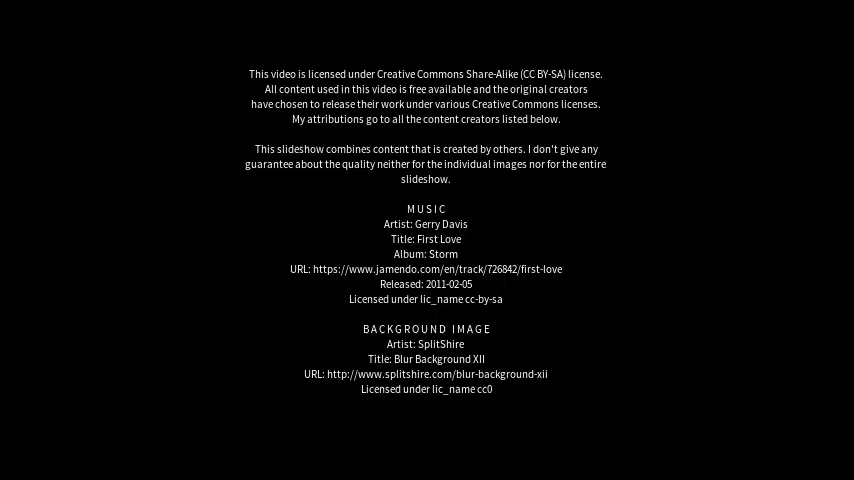 This video is licensed under Creative Commons Share-Alike (CC BY-SA) license.
All content used in this video is free available and the original creators
have chosen to release their work under various Creative Commons licenses.
My attributions go to all the content creators listed below.
This slideshow combines content that is created by others. I don't give any
guarantee about the quality neither for the individual images nor for the entire
slideshow.
MUSIC
Artist: Gerry Davis
Title: First Love
Album: Storm
URL: https://www.jamendo.com/en/track/726842/first-love
Released: 2011-02-05
Licensed under lic_name cc-by-sa
BACKGROUND IMAGE
Artist: SplitShire
Title: Blur Background XII
URL: http://www.splitshire.com/blur-background-xii
Licensed under lic_name cc0